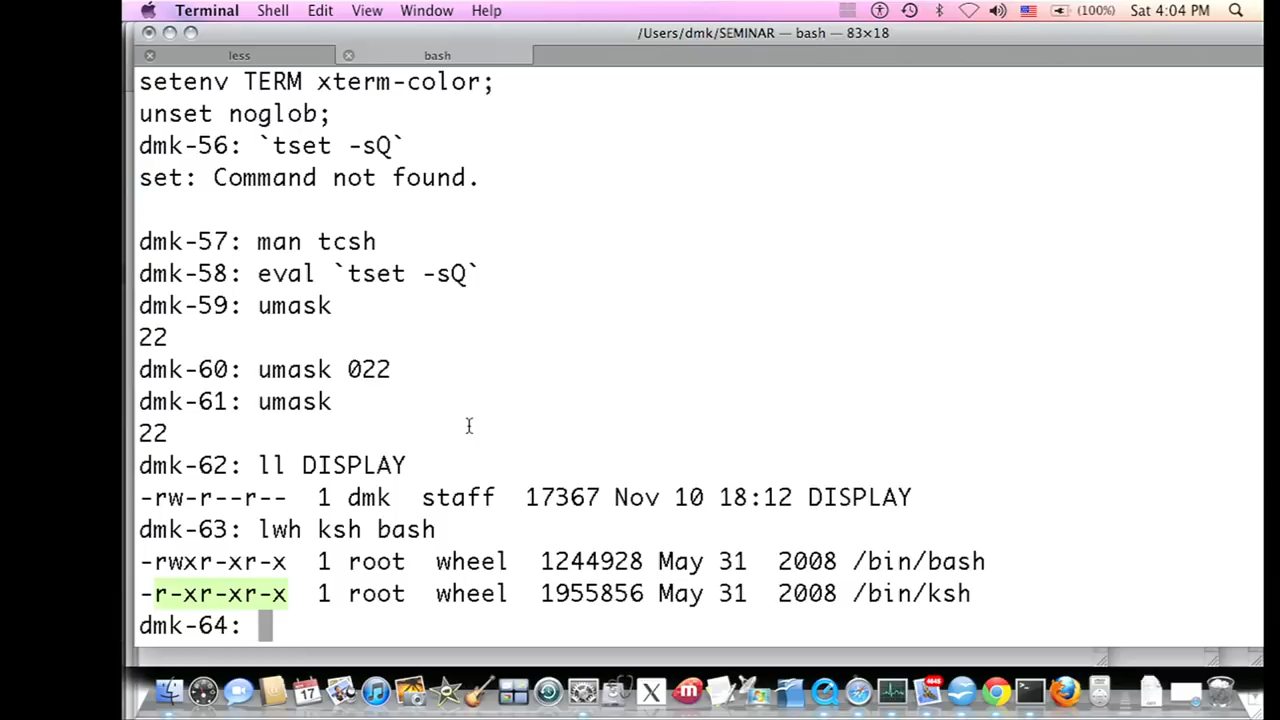 Terminal Shell Edit View Window Help (100%) Sat 4:04 PM
/Users/dmk/SEMINAR — bash — 83×18
less bash
setenv TERM xterm-color;
unset noglob;
dmk-56: `tset -sQ`
set: Command not found.
dmk-57: man tcsh
dmk-58: eval `tset -sQ`
dmk-59: umask
22
dmk-60: umask 022
dmk-61: umask
22
dmk-62: ll DISPLAY
-rw-r--r-- 1 dmk staff 17367 Nov 10 18:12 DISPLAY
dmk-63: lwh ksh bash
-rwxr-xr-x 1 root wheel 1244928 May 31 2008 /bin/bash
-r-xr-xr-x 1 root wheel 1955856 May 31 2008 /bin/ksh
dmk-64:
17